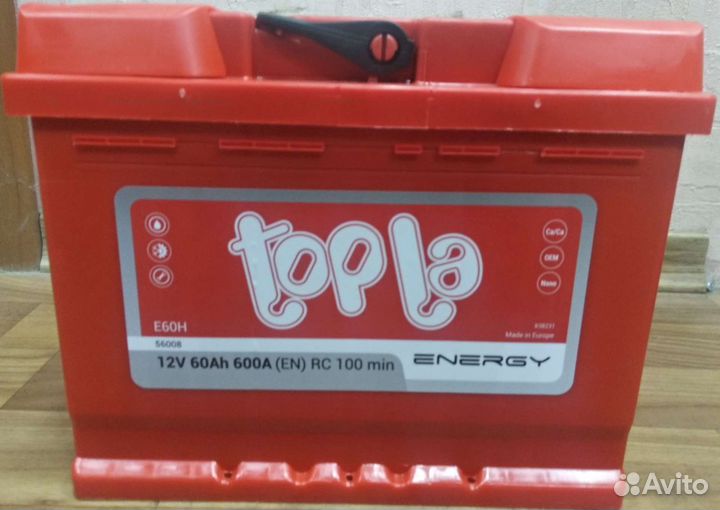 topla
Ca/Ca
OEM
Nano
E60H
56008
12V 60Ah 600A (EN) RC 100 min
Made in Europe
ENERGY
Avito